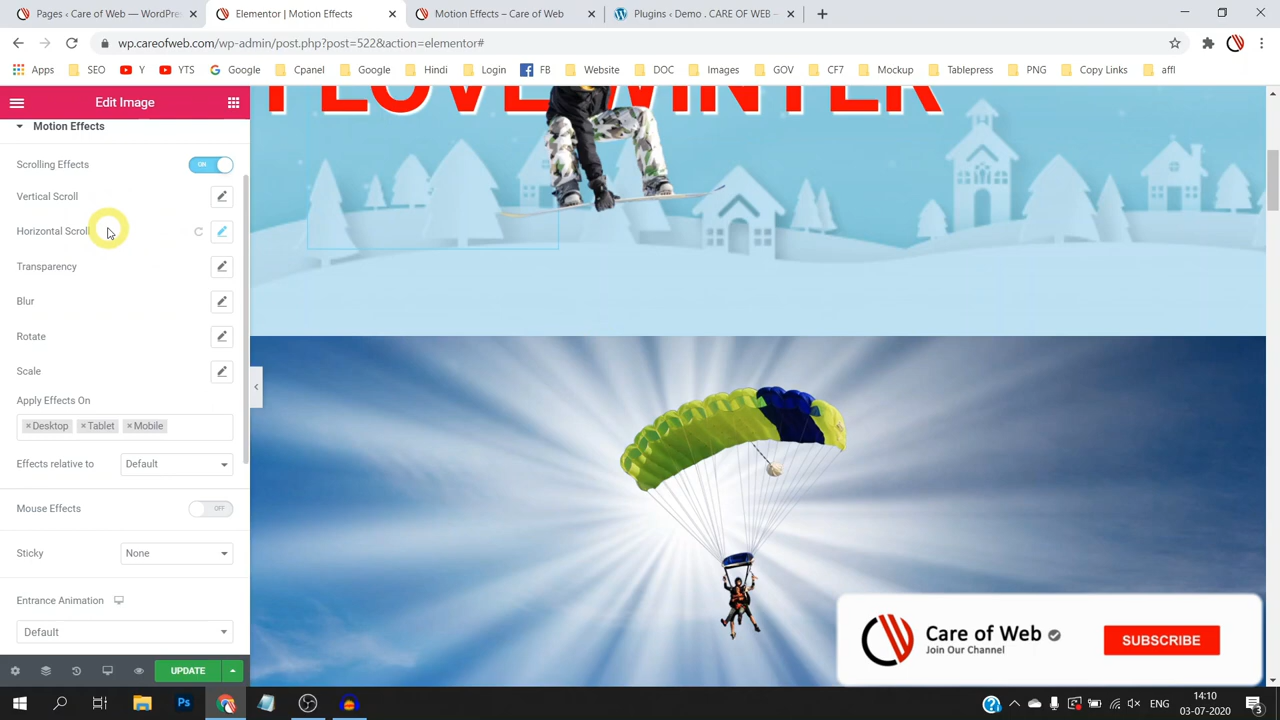 Pages ‹ Care of Web — WordPre
Elementor | Motion Effects
Motion Effects – Care of Web
Plugins ‹ Demo . CARE OF WEB –
wp.careofweb.com/wp-admin/post.php?post=522&action=elementor#
Apps SEO Y YTS Google Cpanel Google Hindi Login FB Website DOC Images GOV CF7 Mockup Tablepress PNG Copy Links affl
Edit Image
I LOVE WINTER
Motion Effects
Scrolling Effects ON
Vertical Scroll
Horizontal Scroll
Transparency
Blur
Rotate
Scale
Apply Effects On
×Desktop ×Tablet ×Mobile
Effects relative to Default
Mouse Effects OFF
Sticky None
Entrance Animation
Default
UPDATE
Care of Web
Join Our Channel
SUBSCRIBE
Ps
ENG
14:10
03-07-2020
3